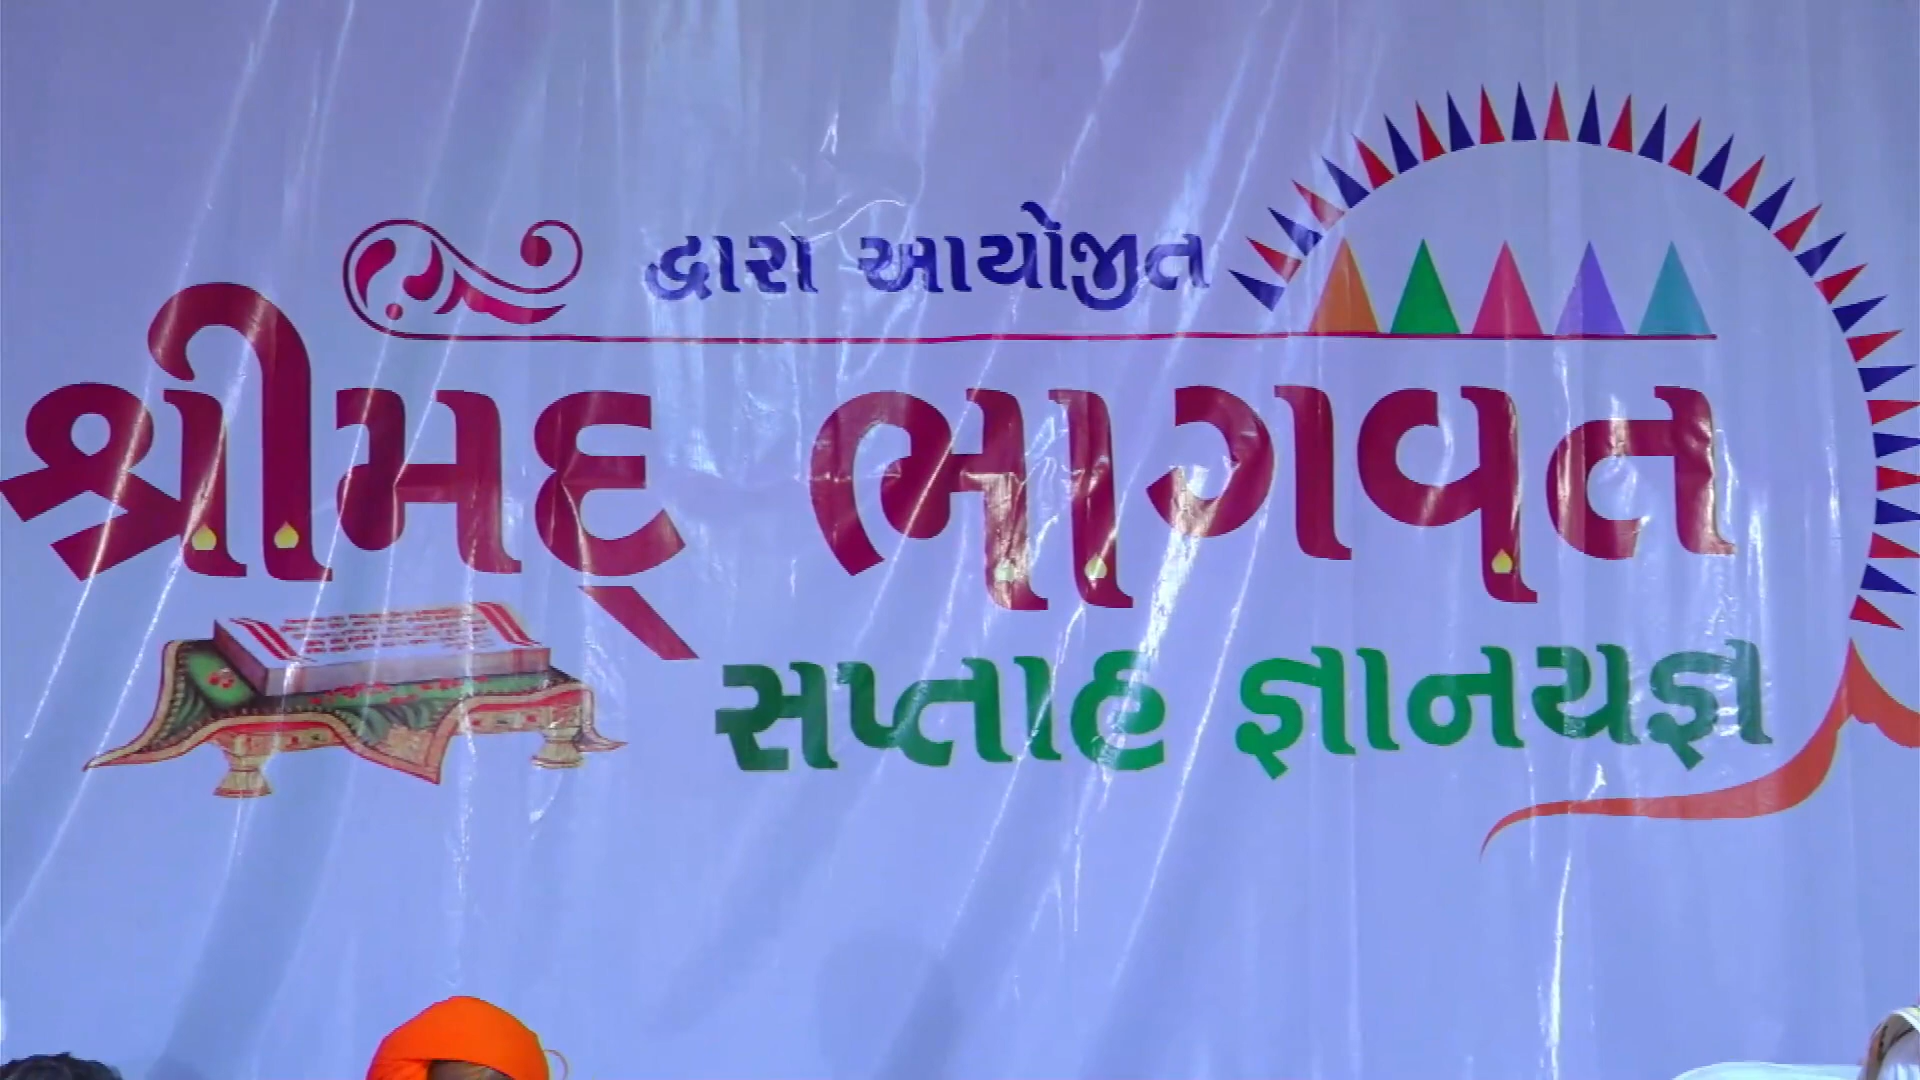 દ્વારા આયોજીત
શ્રીમદ્ ભાગવત
સપ્તાહ જ્ઞાનયજ્ઞ